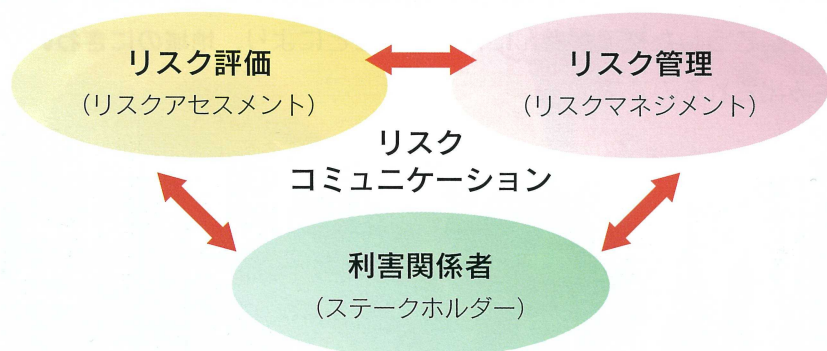 リスク評価
（リスクアセスメント）
リスク管理
（リスクマネジメント）
リスク
コミュニケーション
利害関係者
（ステークホルダー）